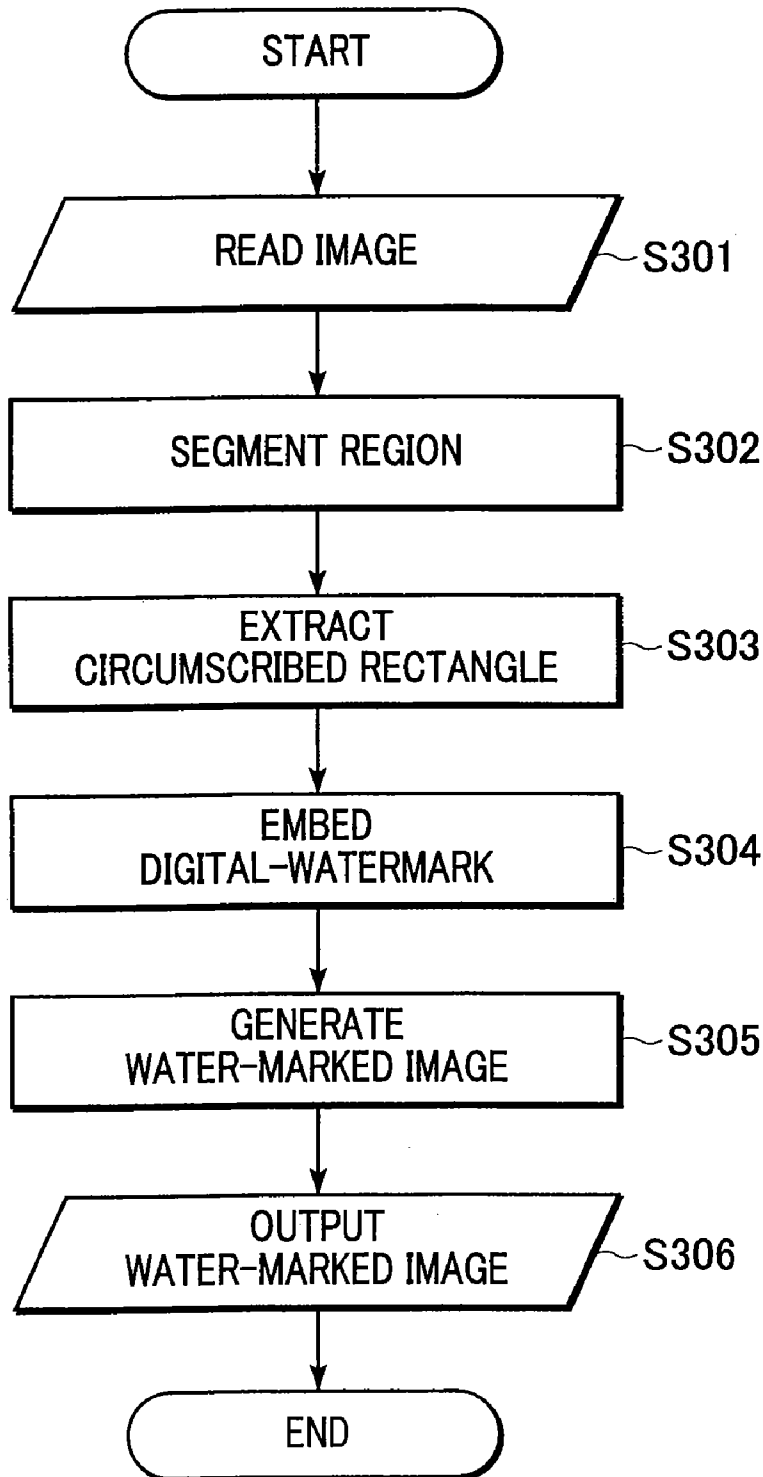 START
READ IMAGE
S301
SEGMENT REGION
S302
EXTRACT
CIRCUMSCRIBED RECTANGLE
S303
EMBED
DIGITAL-WATERMARK
S304
GENERATE
WATER-MARKED IMAGE
S305
OUTPUT
WATER-MARKED IMAGE
S306
END